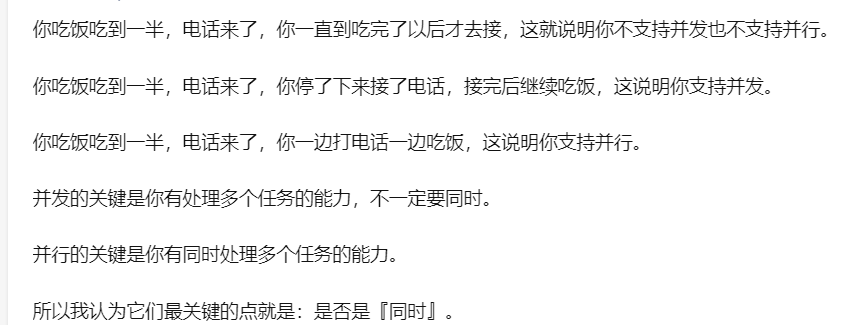 你吃饭吃到一半，电话来了，你一直到吃完了以后才去接，这就说明你不支持并发也不支持并行。
你吃饭吃到一半，电话来了，你停了下来接了电话，接完后继续吃饭，这说明你支持并发。
你吃饭吃到一半，电话来了，你一边打电话一边吃饭，这说明你支持并行。
并发的关键是你有处理多个任务的能力，不一定要同时。
并行的关键是你有同时处理多个任务的能力。
所以我认为它们最关键的点就是：是否是『同时』。